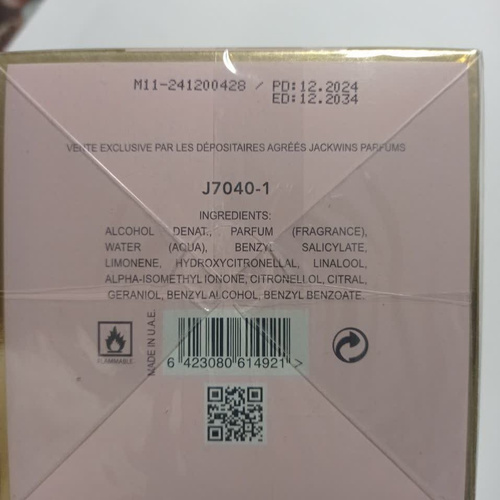 M11-241200428 / PD:12.2024
ED:12.2034
VENTE EXCLUSIVE PAR LES DÉPOSITAIRES AGRÉÉS JACKWINS PARFUMS
J7040-1
INGREDIENTS:
ALCOHOL DENAT., PARFUM (FRAGRANCE),
WATER (AQUA), BENZYL SALICYLATE,
LIMONENE, HYDROXYCITRONELLAL, LINALOOL,
ALPHA-ISOMETHYL IONONE, CITRONELLOL, CITRAL,
GERANIOL, BENZYL ALCOHOL, BENZYL BENZOATE.
FLAMMABLE
MADE IN U.A.E.
6 423080 614921 >